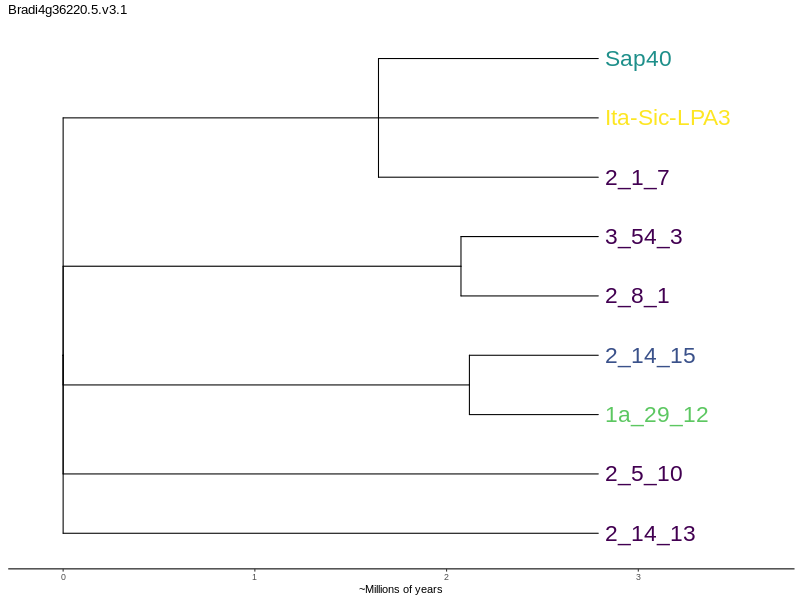 Bradi4g36220.5.v3.1
Sap40
Ita-Sic-LPA3
2_1_7
3_54_3
2_8_1
2_14_15
1a_29_12
2_5_10
2_14_13
0 1 2 3
~Millions of years